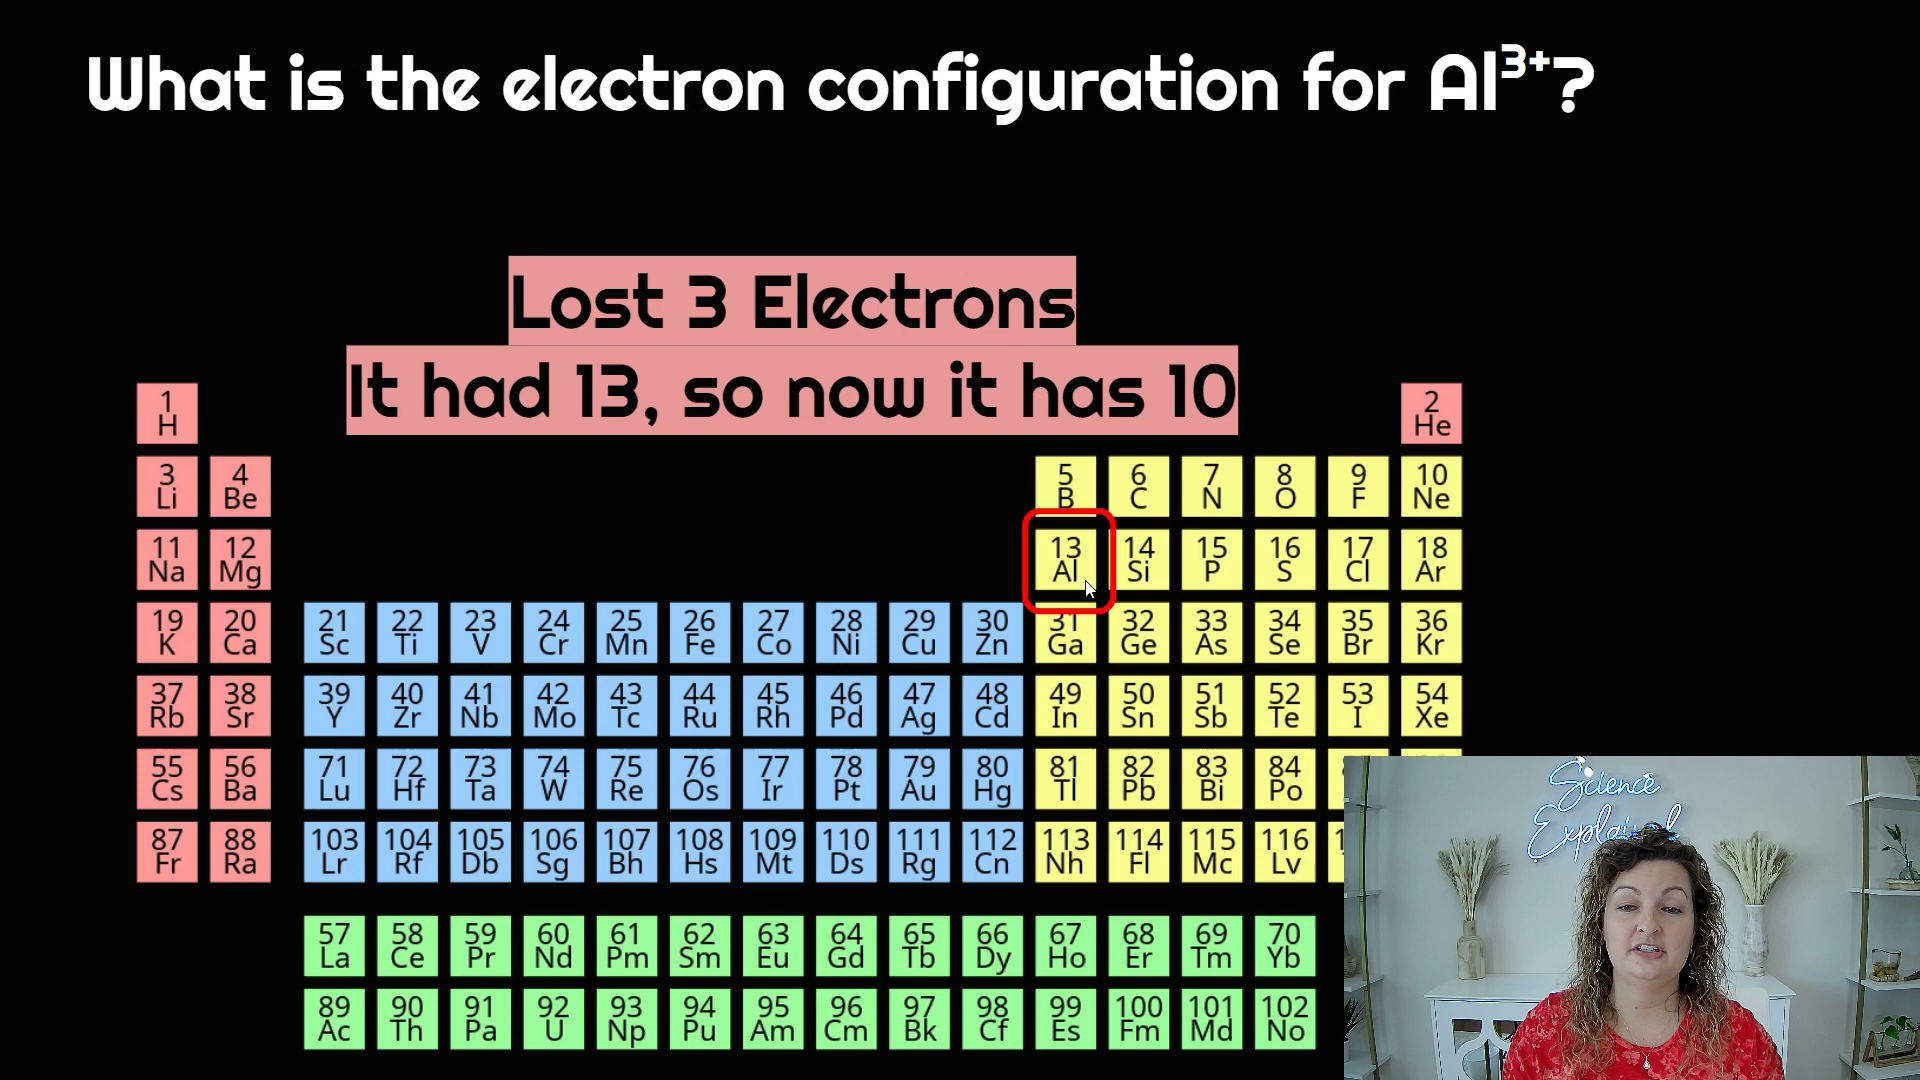 What is the electron configuration for Al³⁺?
Lost 3 Electrons
It had 13, so now it has 10
1 2
H He
3 4 5 6 7 8 9 10
Li Be B C N O F Ne
11 12 13 14 15 16 17 18
Na Mg Al Si P S Cl Ar
19 20 21 22 23 24 25 26 27 28 29 30 31 32 33 34 35 36
K Ca Sc Ti V Cr Mn Fe Co Ni Cu Zn Ga Ge As Se Br Kr
37 38 39 40 41 42 43 44 45 46 47 48 49 50 51 52 53 54
Rb Sr Y Zr Nb Mo Tc Ru Rh Pd Ag Cd In Sn Sb Te I Xe
55 56 71 72 73 74 75 76 77 78 79 80 81 82 83 84
Cs Ba Lu Hf Ta W Re Os Ir Pt Au Hg Tl Pb Bi Po
87 88 103 104 105 106 107 108 109 110 111 112 113 114 115 116
Fr Ra Lr Rf Db Sg Bh Hs Mt Ds Rg Cn Nh Fl Mc Lv
57 58 59 60 61 62 63 64 65 66 67 68 69 70
La Ce Pr Nd Pm Sm Eu Gd Tb Dy Ho Er Tm Yb
89 90 91 92 93 94 95 96 97 98 99 100 101 102
Ac Th Pa U Np Pu Am Cm Bk Cf Es Fm Md No
Science
Explained